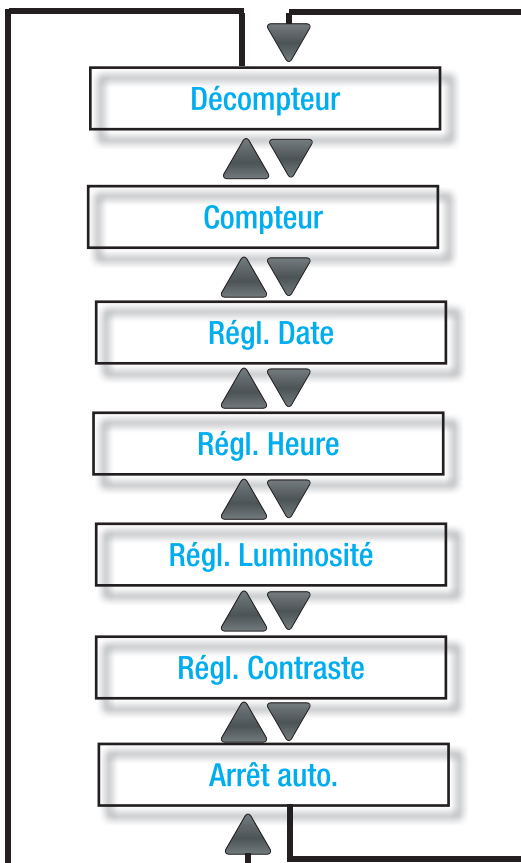 Décompteur
Compteur
Régl. Date
Régl. Heure
Régl. Luminosité
Régl. Contraste
Arrêt auto.